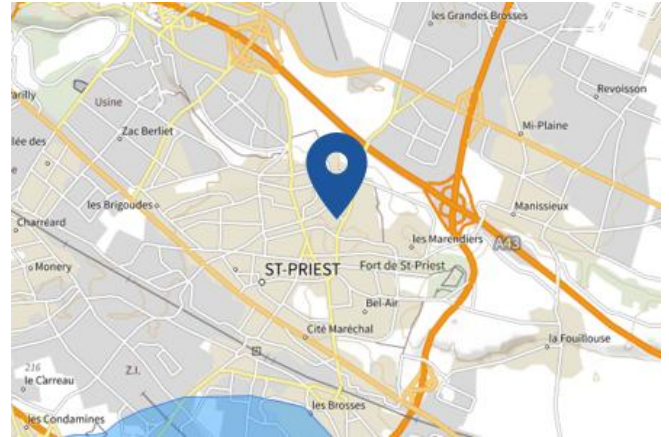 les Grandes Brosses
Parilly
Usine
Revoisson
Zac Berliet
Mi-Plaine
lée des
les Brigoudes
Manissieux
Charréard
les Marendiers
A43
Monery
ST-PRIEST
Fort de St-Priest
Bel-Air
Cité Maréchal
la Fouillouse
216
Z.I.
le Carreau
les Brosses
les Condamines